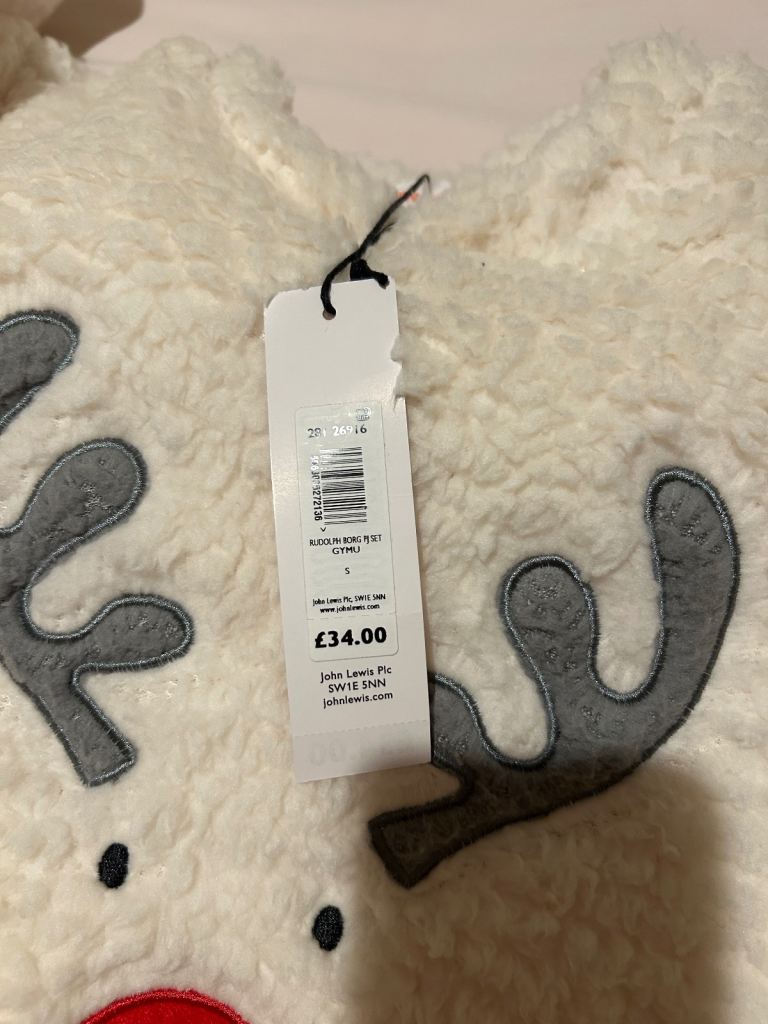 281 26916
RUDOLPH BORG PJ SET
GYMU
S
John Lewis Plc, SW1E 5NN
www.johnlewis.com
£34.00
John Lewis Plc
SW1E 5NN
johnlewis.com